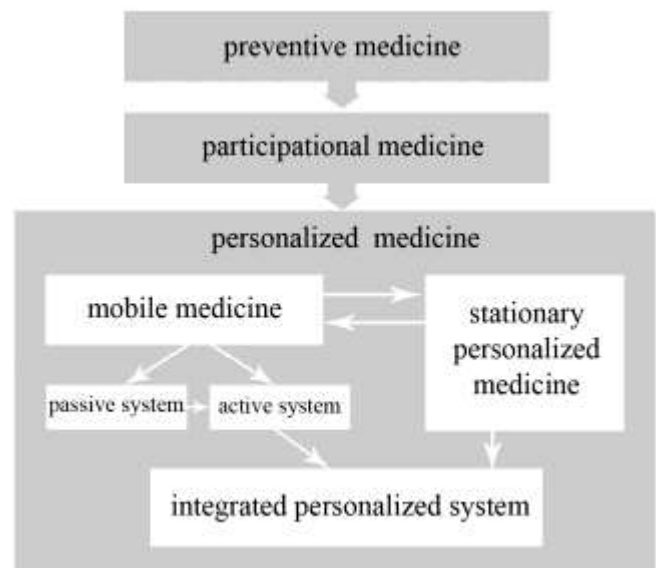 preventive medicine
participational medicine
personalized medicine
mobile medicine
stationary
personalized
medicine
passive system
active system
integrated personalized system